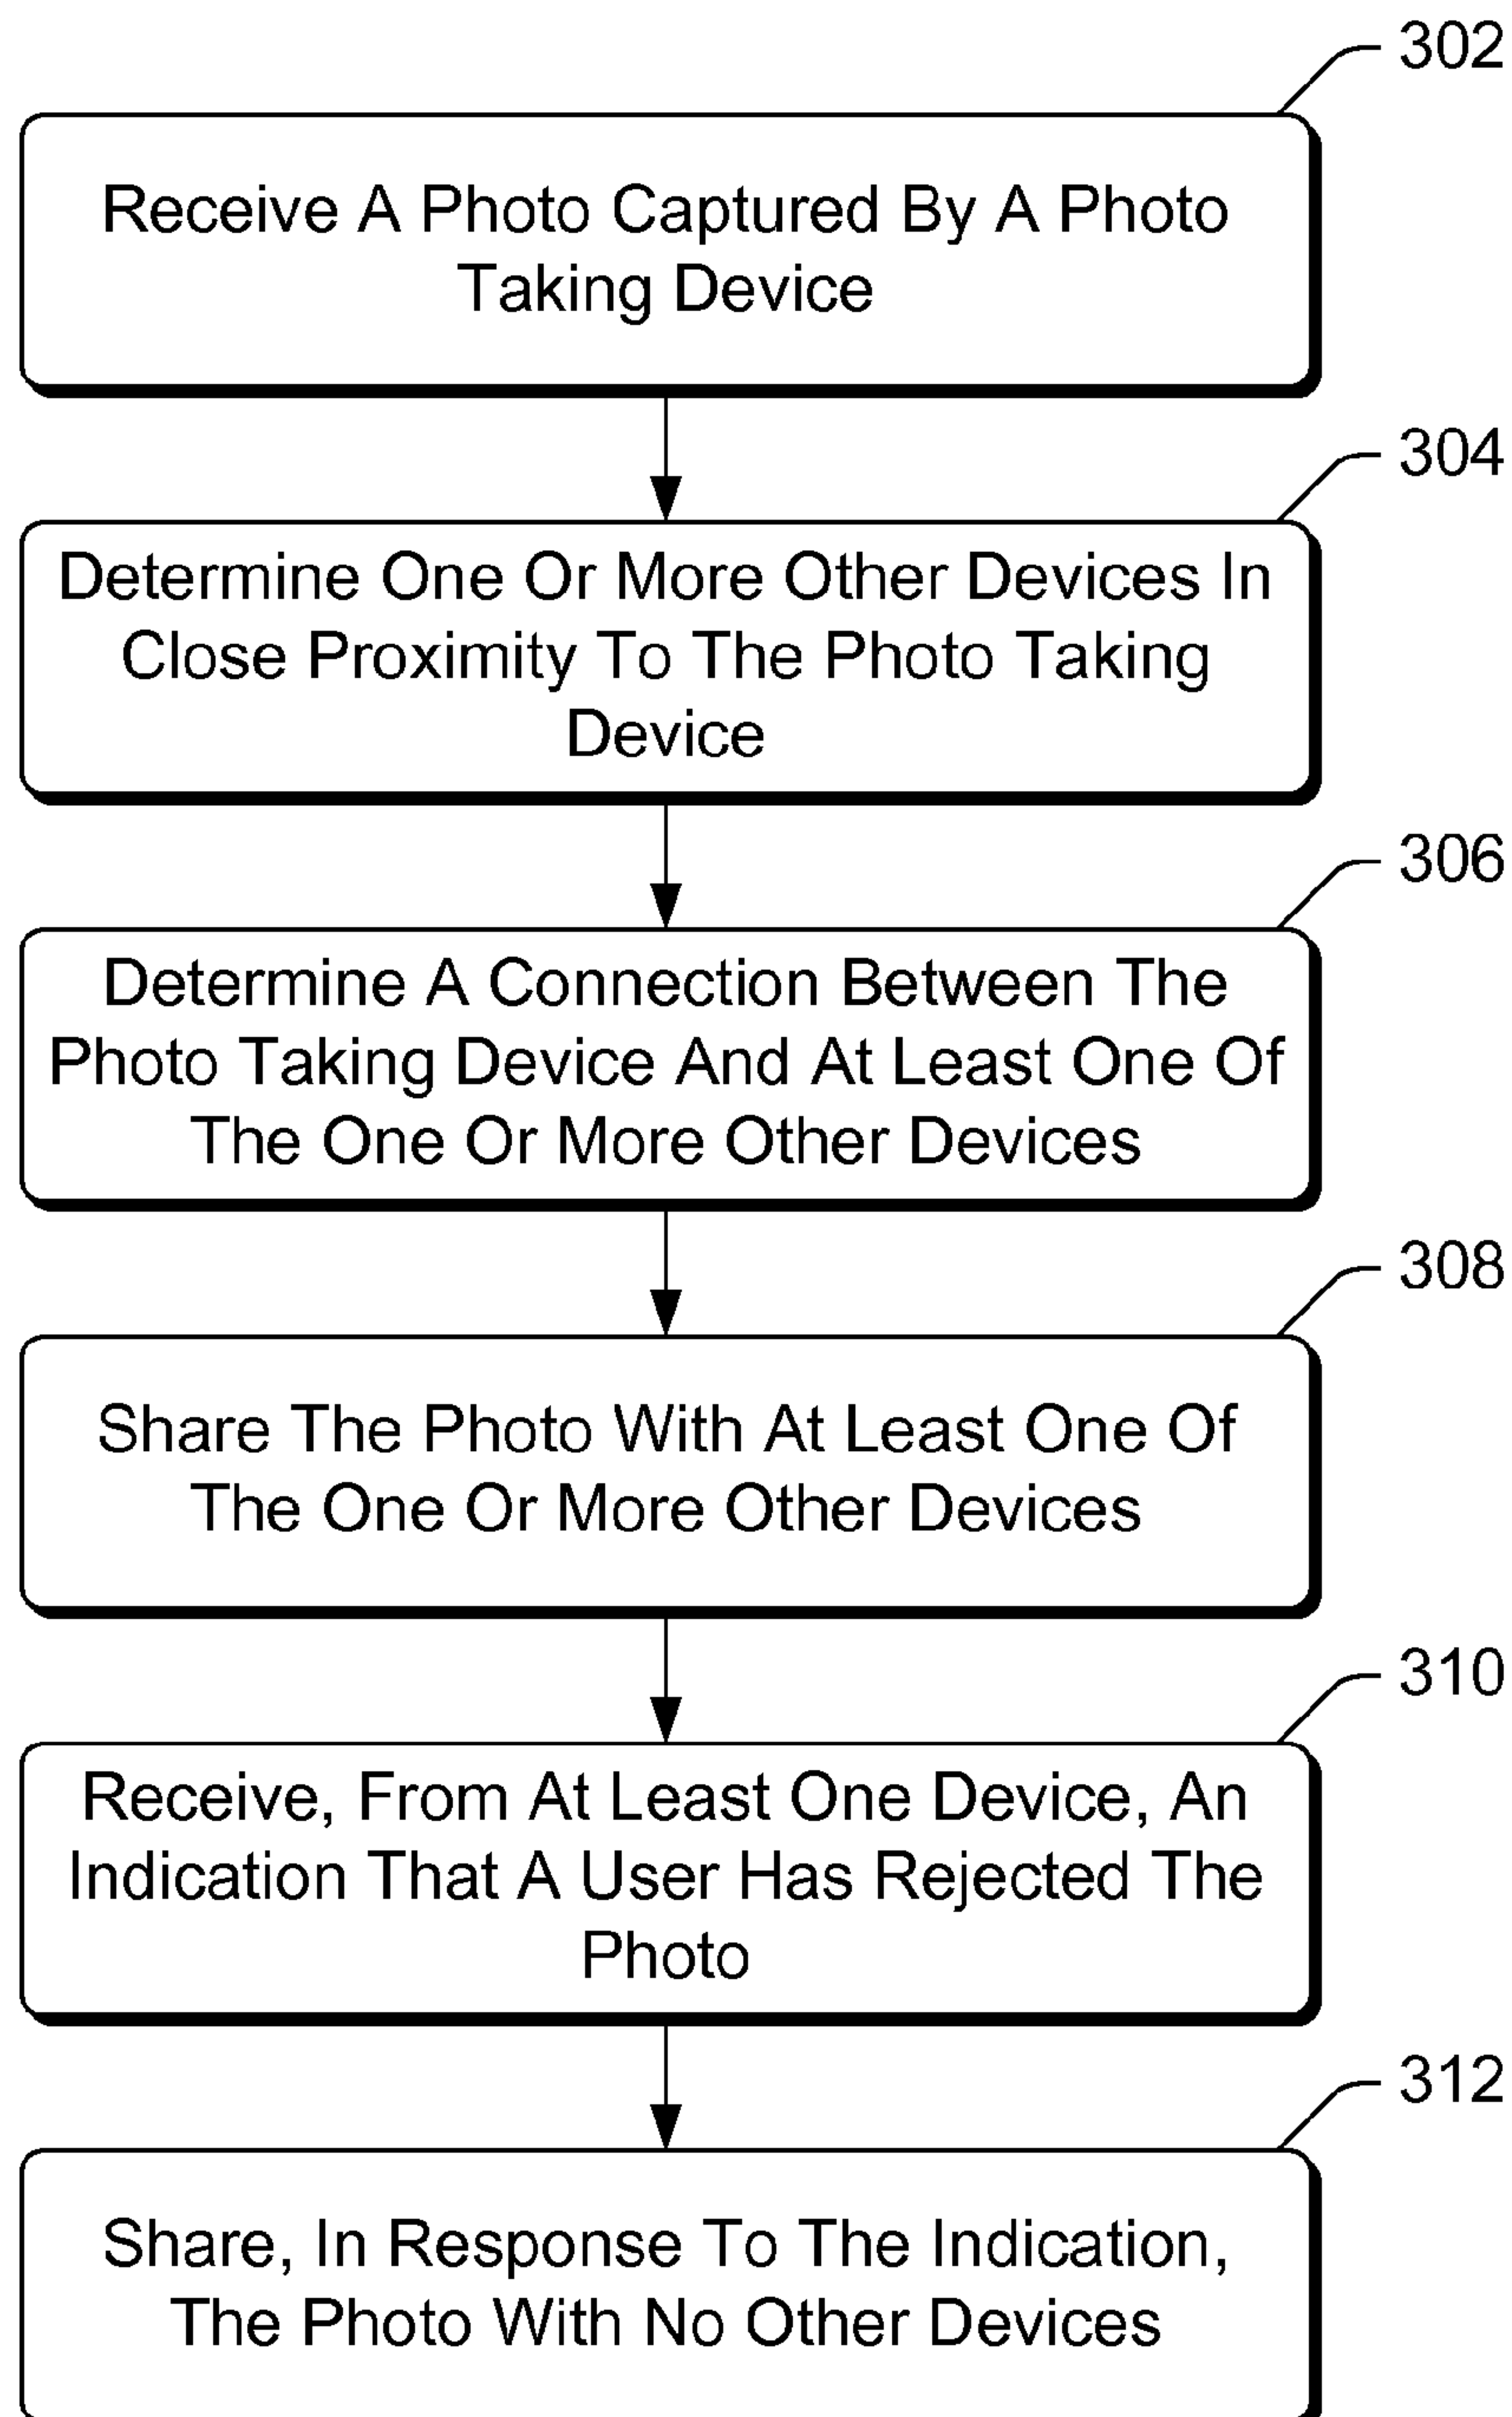 302
Receive A Photo Captured By A Photo
Taking Device
304
Determine One Or More Other Devices In
Close Proximity To The Photo Taking
Device
306
Determine A Connection Between The
Photo Taking Device And At Least One Of
The One Or More Other Devices
308
Share The Photo With At Least One Of
The One Or More Other Devices
310
Receive, From At Least One Device, An
Indication That A User Has Rejected The
Photo
312
Share, In Response To The Indication,
The Photo With No Other Devices